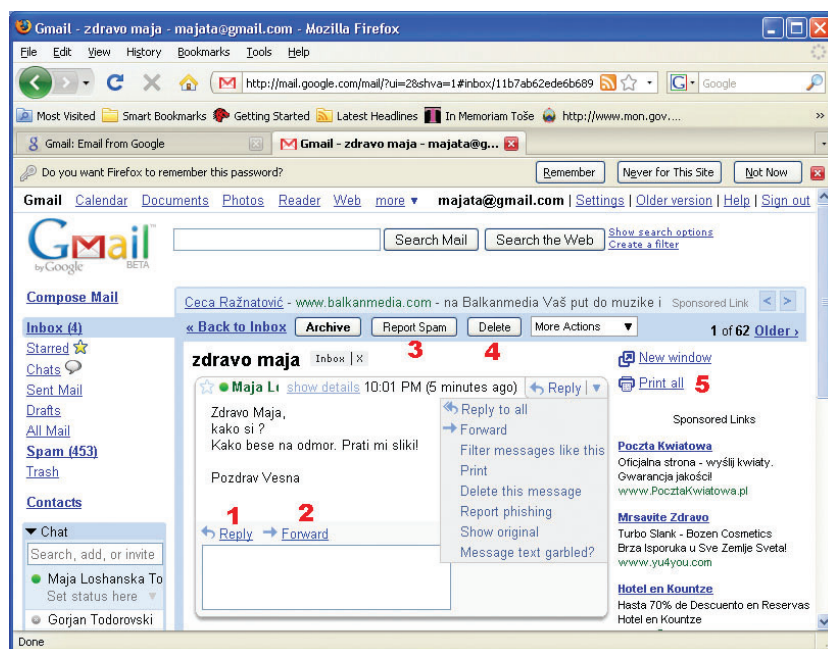 Gmail - zdravo maja - majata@gmail.com - Mozilla Firefox
File Edit View History Bookmarks Tools Help
http://mail.google.com/mail/?ui=2&shva=1#inbox/11b7ab62ede6b689 G Google
Most Visited Smart Bookmarks Getting Started Latest Headlines In Memoriam Toše http://www.mon.gov.... »
Gmail: Email from Google Gmail - zdravo maja - majata@g...
Do you want Firefox to remember this password? Remember Never for This Site Not Now
Gmail Calendar Documents Photos Reader Web more ▼ majata@gmail.com | Settings | Older version | Help | Sign out
Gmail by Google BETA
Search Mail Search the Web Show search options
Create a filter
Compose Mail
Ceca Ražnatović - www.balkanmedia.com - na Balkanmedia Vaš put do muzike i Sponsored Link < >
Inbox (4)
« Back to Inbox Archive Report Spam Delete More Actions ▼ 1 of 62 Older ›
3 4
Starred
Chats
Sent Mail
Drafts
All Mail
Spam (453)
Trash
Contacts
zdravo maja Inbox | X
New window
Print all 5
Maja Lo show details 10:01 PM (5 minutes ago) Reply | ▼
Zdravo Maja,
kako si ?
Kako bese na odmor. Prati mi sliki!
Pozdrav Vesna
Reply to all
Forward
Filter messages like this
Print
Delete this message
Report phishing
Show original
Message text garbled?
1 2
Reply Forward
Sponsored Links
Poczta Kwiatowa
Oficjalna strona - wyślij kwiaty.
Gwarancja jakości!
www.PocztaKwiatowa.pl
Mrsavite Zdravo
Turbo Slank - Bozen Cosmetics
Brza Isporuka u Sve Zemlje Sveta!
www.yu4you.com
Hotel en Kountze
Hasta 70% de Descuento en Reservas
Hotel en Kountze
▼ Chat
Search, add, or invite
Maja Loshanska To
Set status here ▼
Gorjan Todorovski
Done